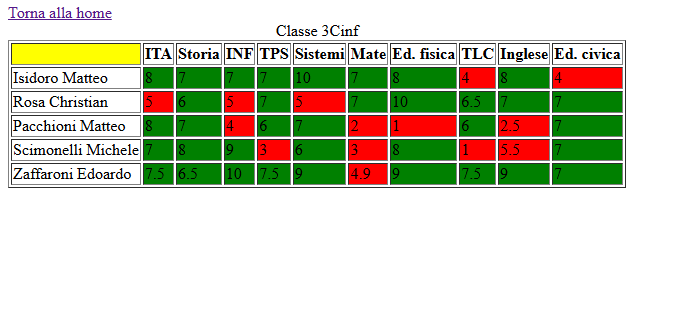 Torna alla home
Classe 3Cinf
ITA Storia INF TPS Sistemi Mate Ed. fisica TLC Inglese Ed. civica
Isidoro Matteo 8 7 7 7 10 7 8 4 8 4
Rosa Christian 5 6 5 7 5 7 10 6.5 7 7
Pacchioni Matteo 8 7 4 6 7 2 1 6 2.5 7
Scimonelli Michele 7 8 9 3 6 3 8 1 5.5 7
Zaffaroni Edoardo 7.5 6.5 10 7.5 9 4.9 9 7.5 9 7